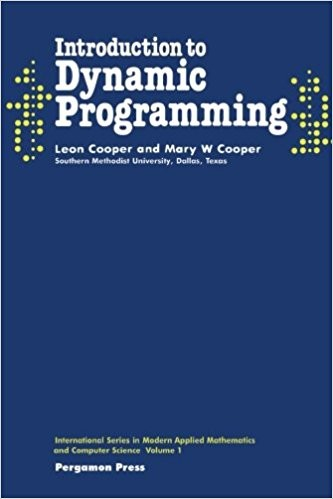 Introduction to
Dynamic
Programming
Leon Cooper and Mary W Cooper
Southern Methodist University, Dallas, Texas
International Series in Modern Applied Mathematics
and Computer Science Volume 1
Pergamon Press